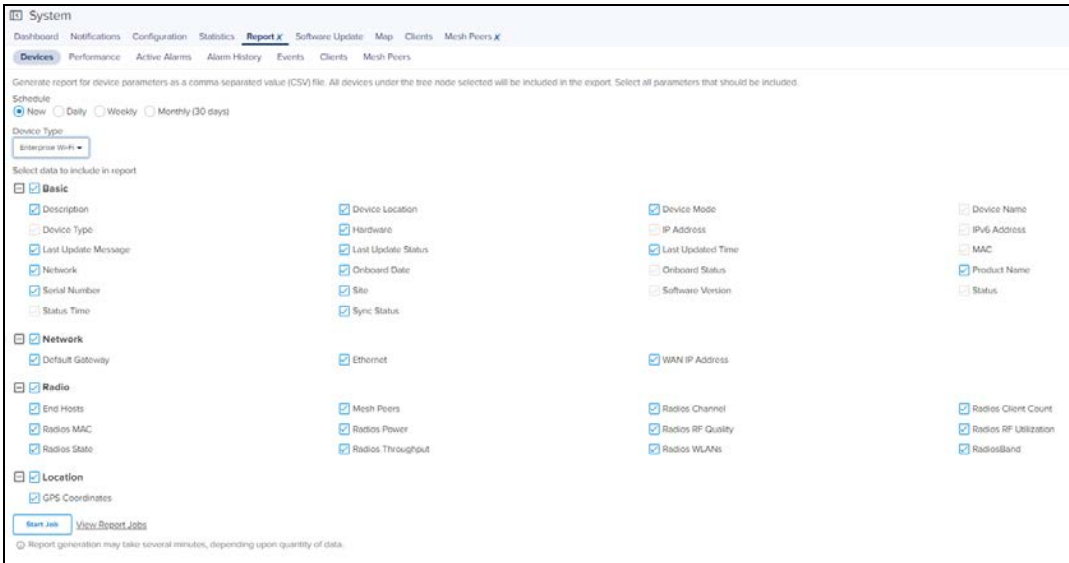 System
Dashboard Notifications Configuration Statistics Report X Software Update Map Clients Mesh Peers X
Devices Performance Active Alarms Alarm History Events Clients Mesh Peers
Generate report for device parameters as a comma-separated value (CSV) file. All devices under the tree node selected will be included in the export. Select all parameters that should be included.
Schedule
Now Daily Weekly Monthly (30 days)
Device Type
Enterprise Wi-Fi
Select data to include in report
Basic
Description Device Location Device Mode Device Name
Device Type Hardware IP Address IPv6 Address
Last Update Message Last Update Status Last Updated Time MAC
Network Onboard Date Onboard Status Product Name
Serial Number Site Software Version Status
Status Time Sync Status
Network
Default Gateway Ethernet WAN IP Address
Radio
End Hosts Mesh Peers Radios Channel Radios Client Count
Radios MAC Radios Power Radios RF Quality Radios RF Utilization
Radios State Radios Throughput Radios WLANs RadiosBand
Location
GPS Coordinates
Start Job View Report Jobs
Report generation may take several minutes, depending upon quantity of data.